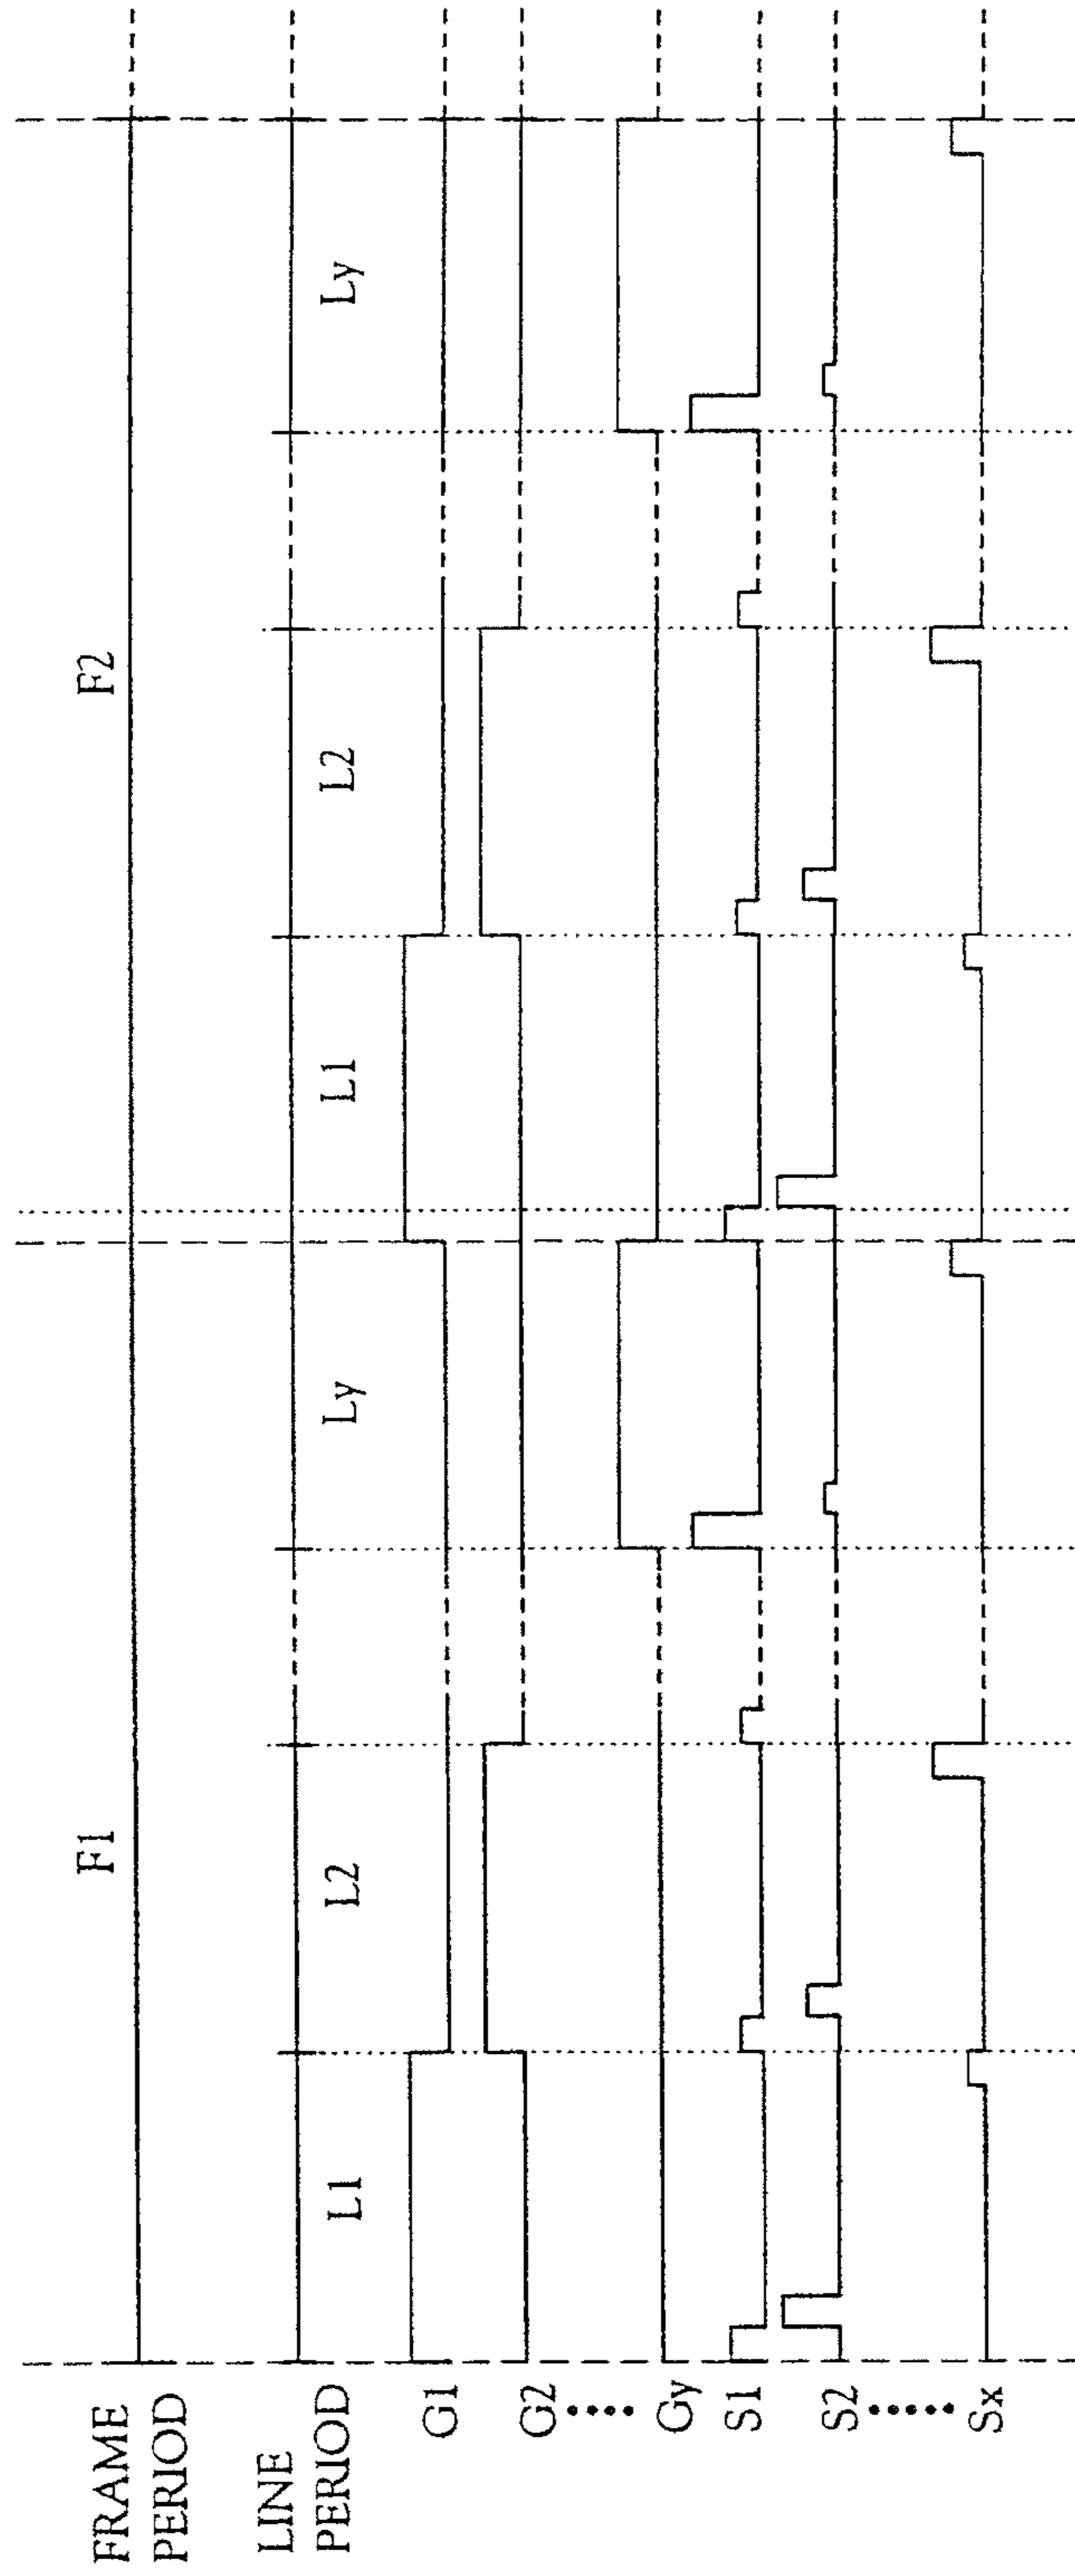 FRAME
PERIOD
F1
F2
LINE
PERIOD
L1
L2
Ly
L1
L2
Ly
G1
G2
Gy
S1
S2
Sx